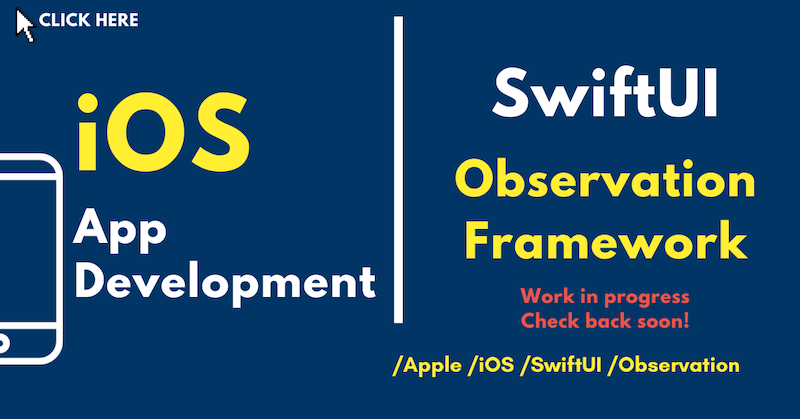 CLICK HERE
iOS
App
Development
SwiftUI
Observation
Framework
Work in progress
Check back soon!
/Apple /iOS /SwiftUI /Observation